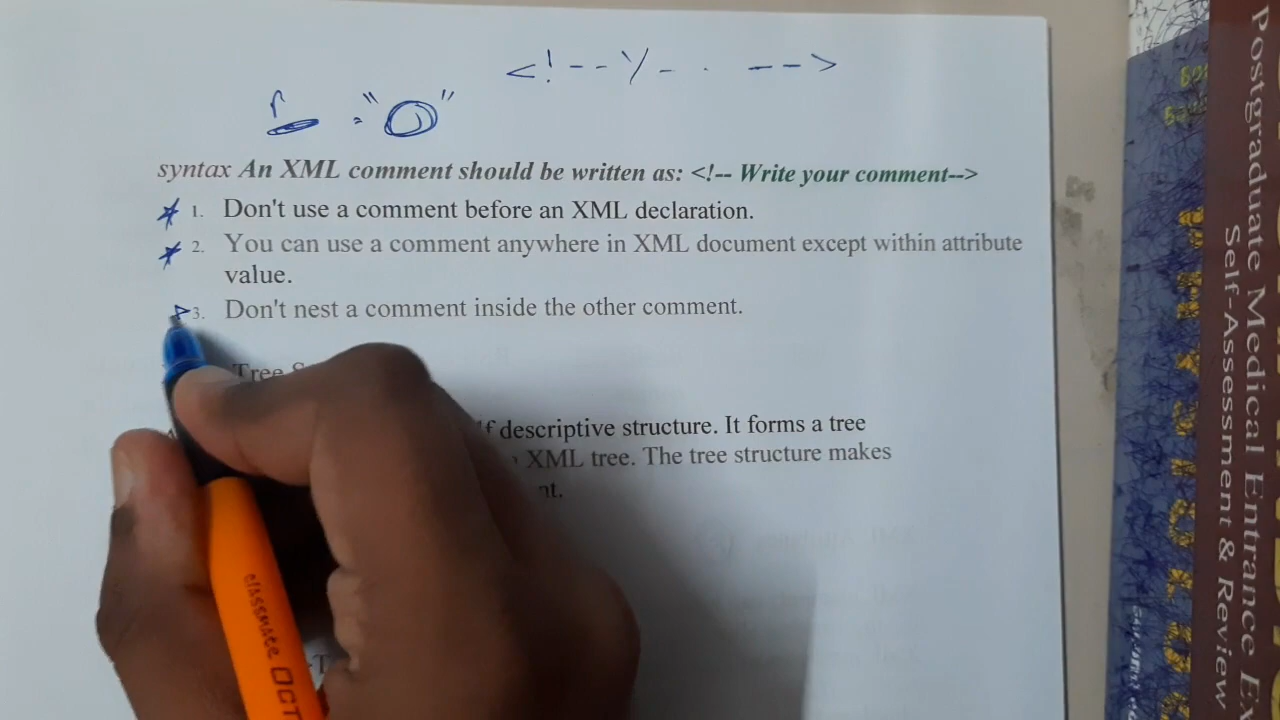 <!--Y-- -->
="O"
syntax An XML comment should be written as: <!-- Write your comment-->
1. Don't use a comment before an XML declaration.
2. You can use a comment anywhere in XML document except within attribute
value.
3. Don't nest a comment inside the other comment.
Tree
descriptive structure. It forms a tree
XML tree. The tree structure makes
classmate OCT
Postgraduate Medical Entrance
Self-Assessment & Review